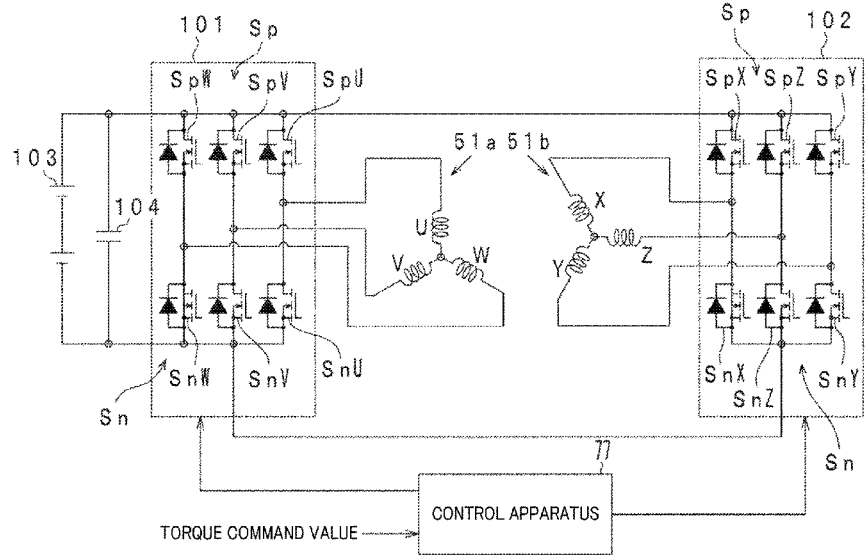 101
Sp
Sp
102
SpW
SpV
SpU
SpX
SpZ
SpY
103
104
51a
51b
U
V
W
X
Y
Z
SnW
SnV
SnU
Sn
SnX
SnZ
SnY
Sn
77
CONTROL APPARATUS
TORQUE COMMAND VALUE